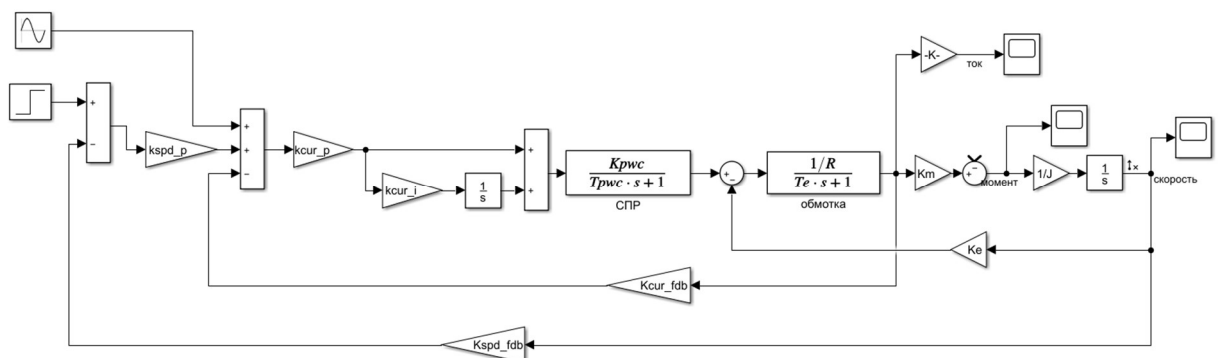 -K-
ток
kspd_p
kcur_p
kcur_i
1
s
Kpwc
Tpwc · s + 1
СПР
1/R
Te · s + 1
обмотка
Km
момент
1/J
1
s
скорость
Ke
Kcur_fdb
Kspd_fdb